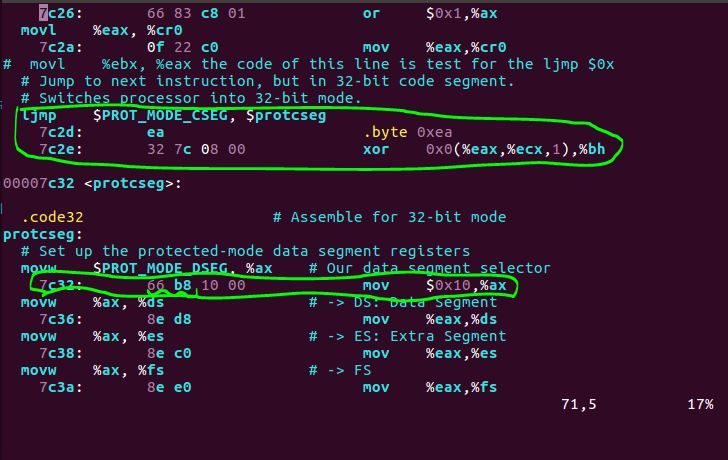 7c26: 66 83 c8 01 or $0x1,%ax
movl %eax, %cr0
7c2a: 0f 22 c0 mov %eax,%cr0
# movl %ebx, %eax the code of this line is test for the ljmp $0x
# Jump to next instruction, but in 32-bit code segment.
# Switches processor into 32-bit mode.
ljmp $PROT_MODE_CSEG, $protcseg
7c2d: ea .byte 0xea
7c2e: 32 7c 08 00 xor 0x0(%eax,%ecx,1),%bh
00007c32 <protcseg>:
.code32 # Assemble for 32-bit mode
protcseg:
# Set up the protected-mode data segment registers
movw $PROT_MODE_DSEG, %ax # Our data segment selector
7c32: 66 b8 10 00 mov $0x10,%ax
movw %ax, %ds # -> DS: Data Segment
7c36: 8e d8 mov %eax,%ds
movw %ax, %es # -> ES: Extra Segment
7c38: 8e c0 mov %eax,%es
movw %ax, %fs # -> FS
7c3a: 8e e0 mov %eax,%fs
71,5 17%